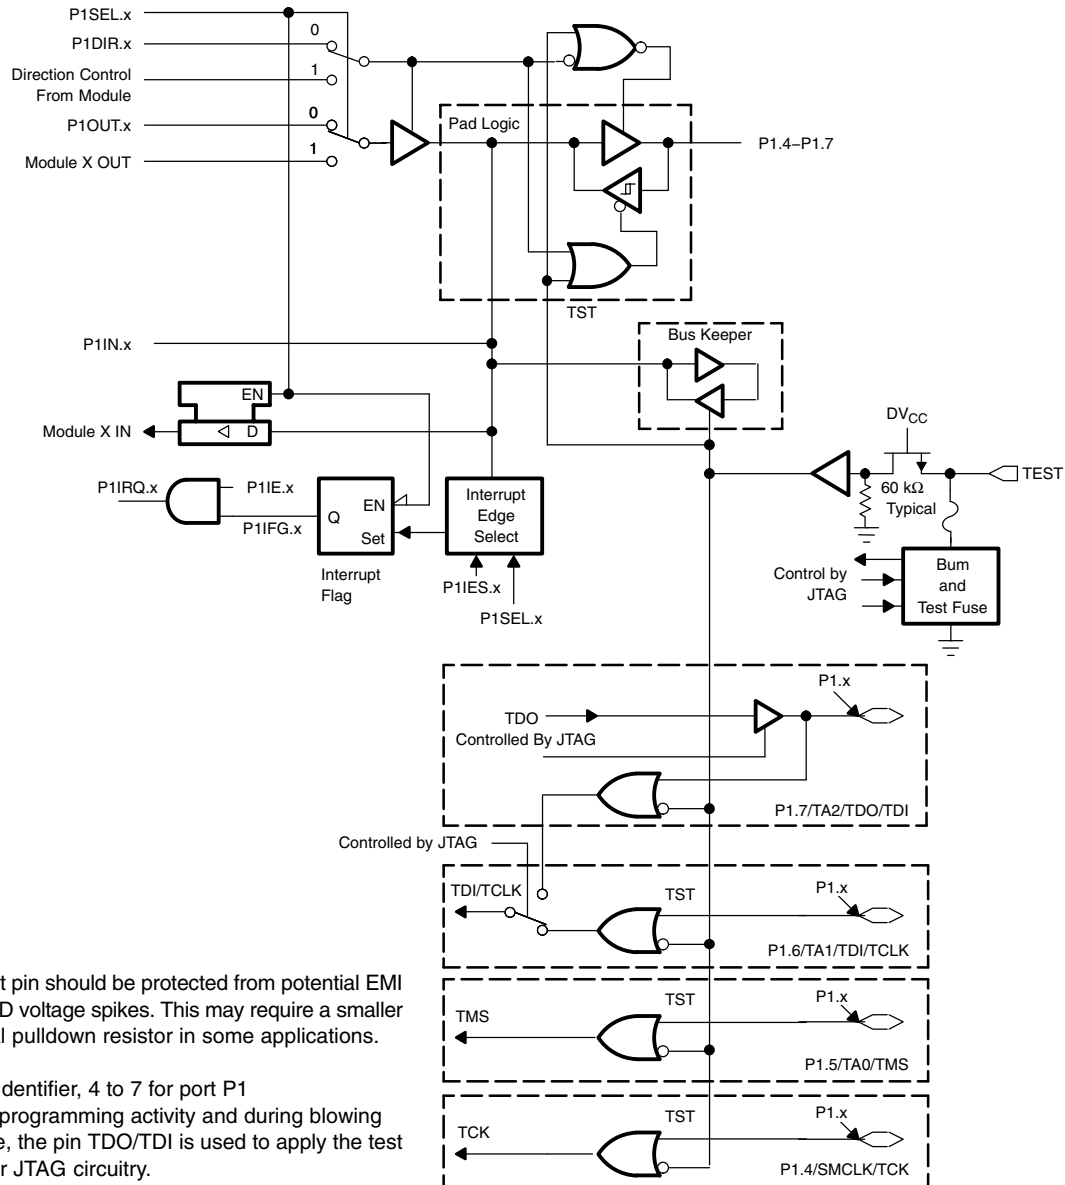 P1SEL.x
0
P1DIR.x
1
Direction Control
From Module
0
P1OUT.x
1
Module X OUT
Pad Logic
P1.4–P1.7
TST
P1IN.x
Bus Keeper
EN
DVCC
Module X IN
D
TEST
60 kΩ
Typical
P1IRQ.x
P1IE.x
P1IFG.x
Q
EN
Set
Interrupt
Edge
Select
Interrupt
Flag
P1IES.x
P1SEL.x
Control by
JTAG
Bum
and
Test Fuse
P1.x
TDO
Controlled By JTAG
P1.7/TA2/TDO/TDI
Controlled by JTAG
TDI/TCLK
TST
P1.x
P1.6/TA1/TDI/TCLK
TST
P1.x
TMS
P1.5/TA0/TMS
TST
P1.x
TCK
P1.4/SMCLK/TCK
t pin should be protected from potential EMI
D voltage spikes. This may require a smaller
l pulldown resistor in some applications.
dentifier, 4 to 7 for port P1
programming activity and during blowing
e, the pin TDO/TDI is used to apply the test
r JTAG circuitry.